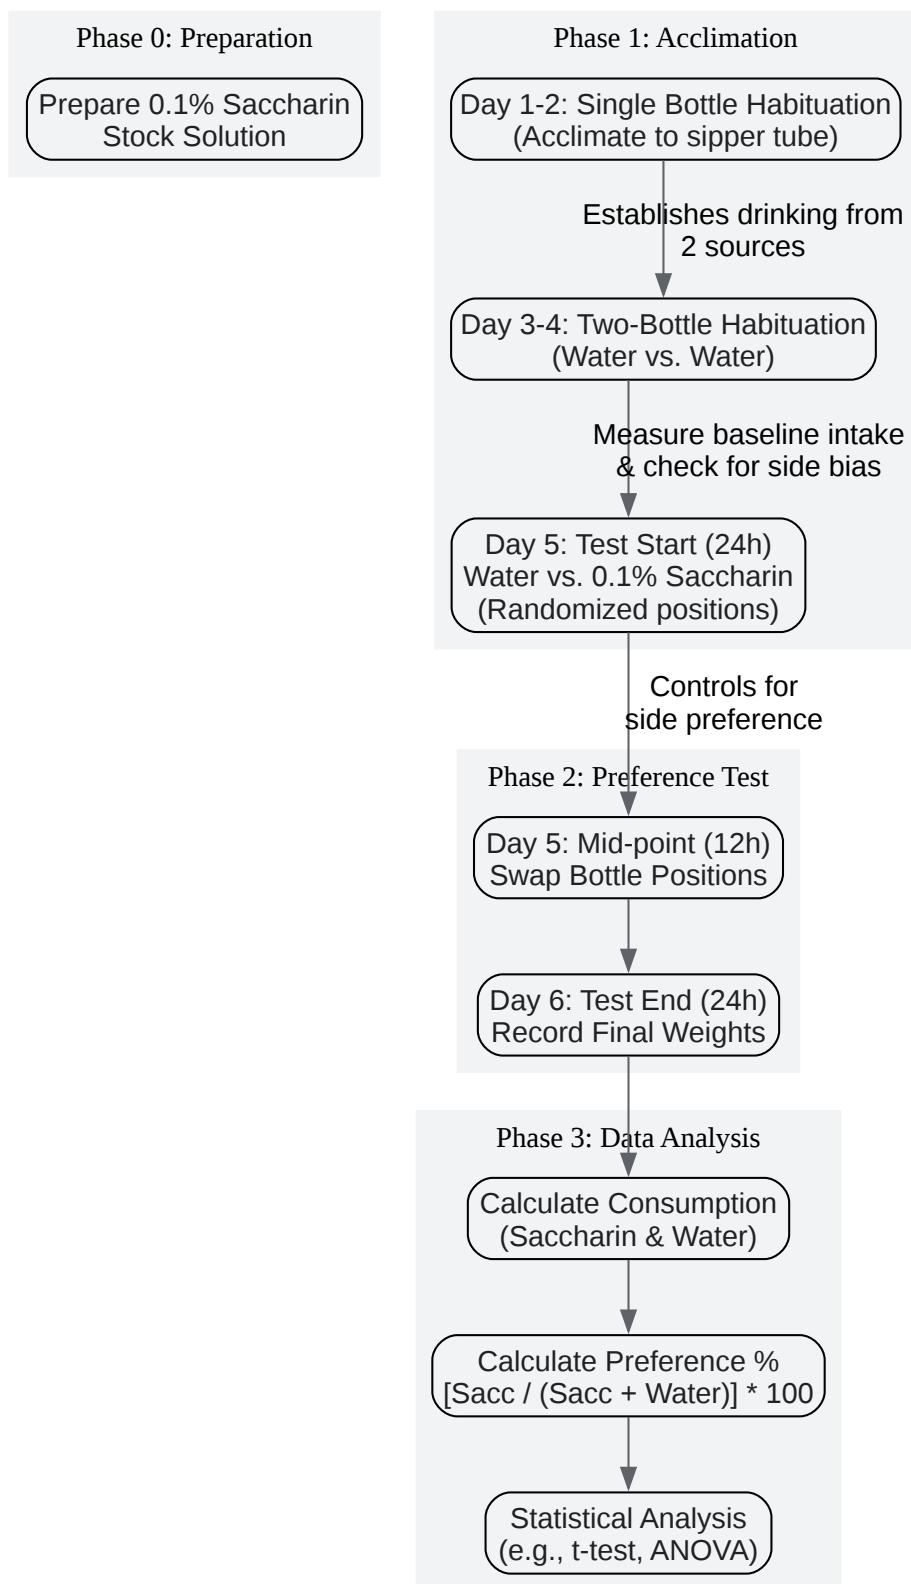 Phase 0: Preparation
Prepare 0.1% Saccharin
Stock Solution
Phase 1: Acclimation
Day 1-2: Single Bottle Habituation
(Acclimate to sipper tube)
Establishes drinking from
2 sources
Day 3-4: Two-Bottle Habituation
(Water vs. Water)
Measure baseline intake
& check for side bias
Day 5: Test Start (24h)
Water vs. 0.1% Saccharin
(Randomized positions)
Controls for
side preference
Phase 2: Preference Test
Day 5: Mid-point (12h)
Swap Bottle Positions
Day 6: Test End (24h)
Record Final Weights
Phase 3: Data Analysis
Calculate Consumption
(Saccharin & Water)
Calculate Preference %
[Sacc / (Sacc + Water)] * 100
Statistical Analysis
(e.g., t-test, ANOVA)